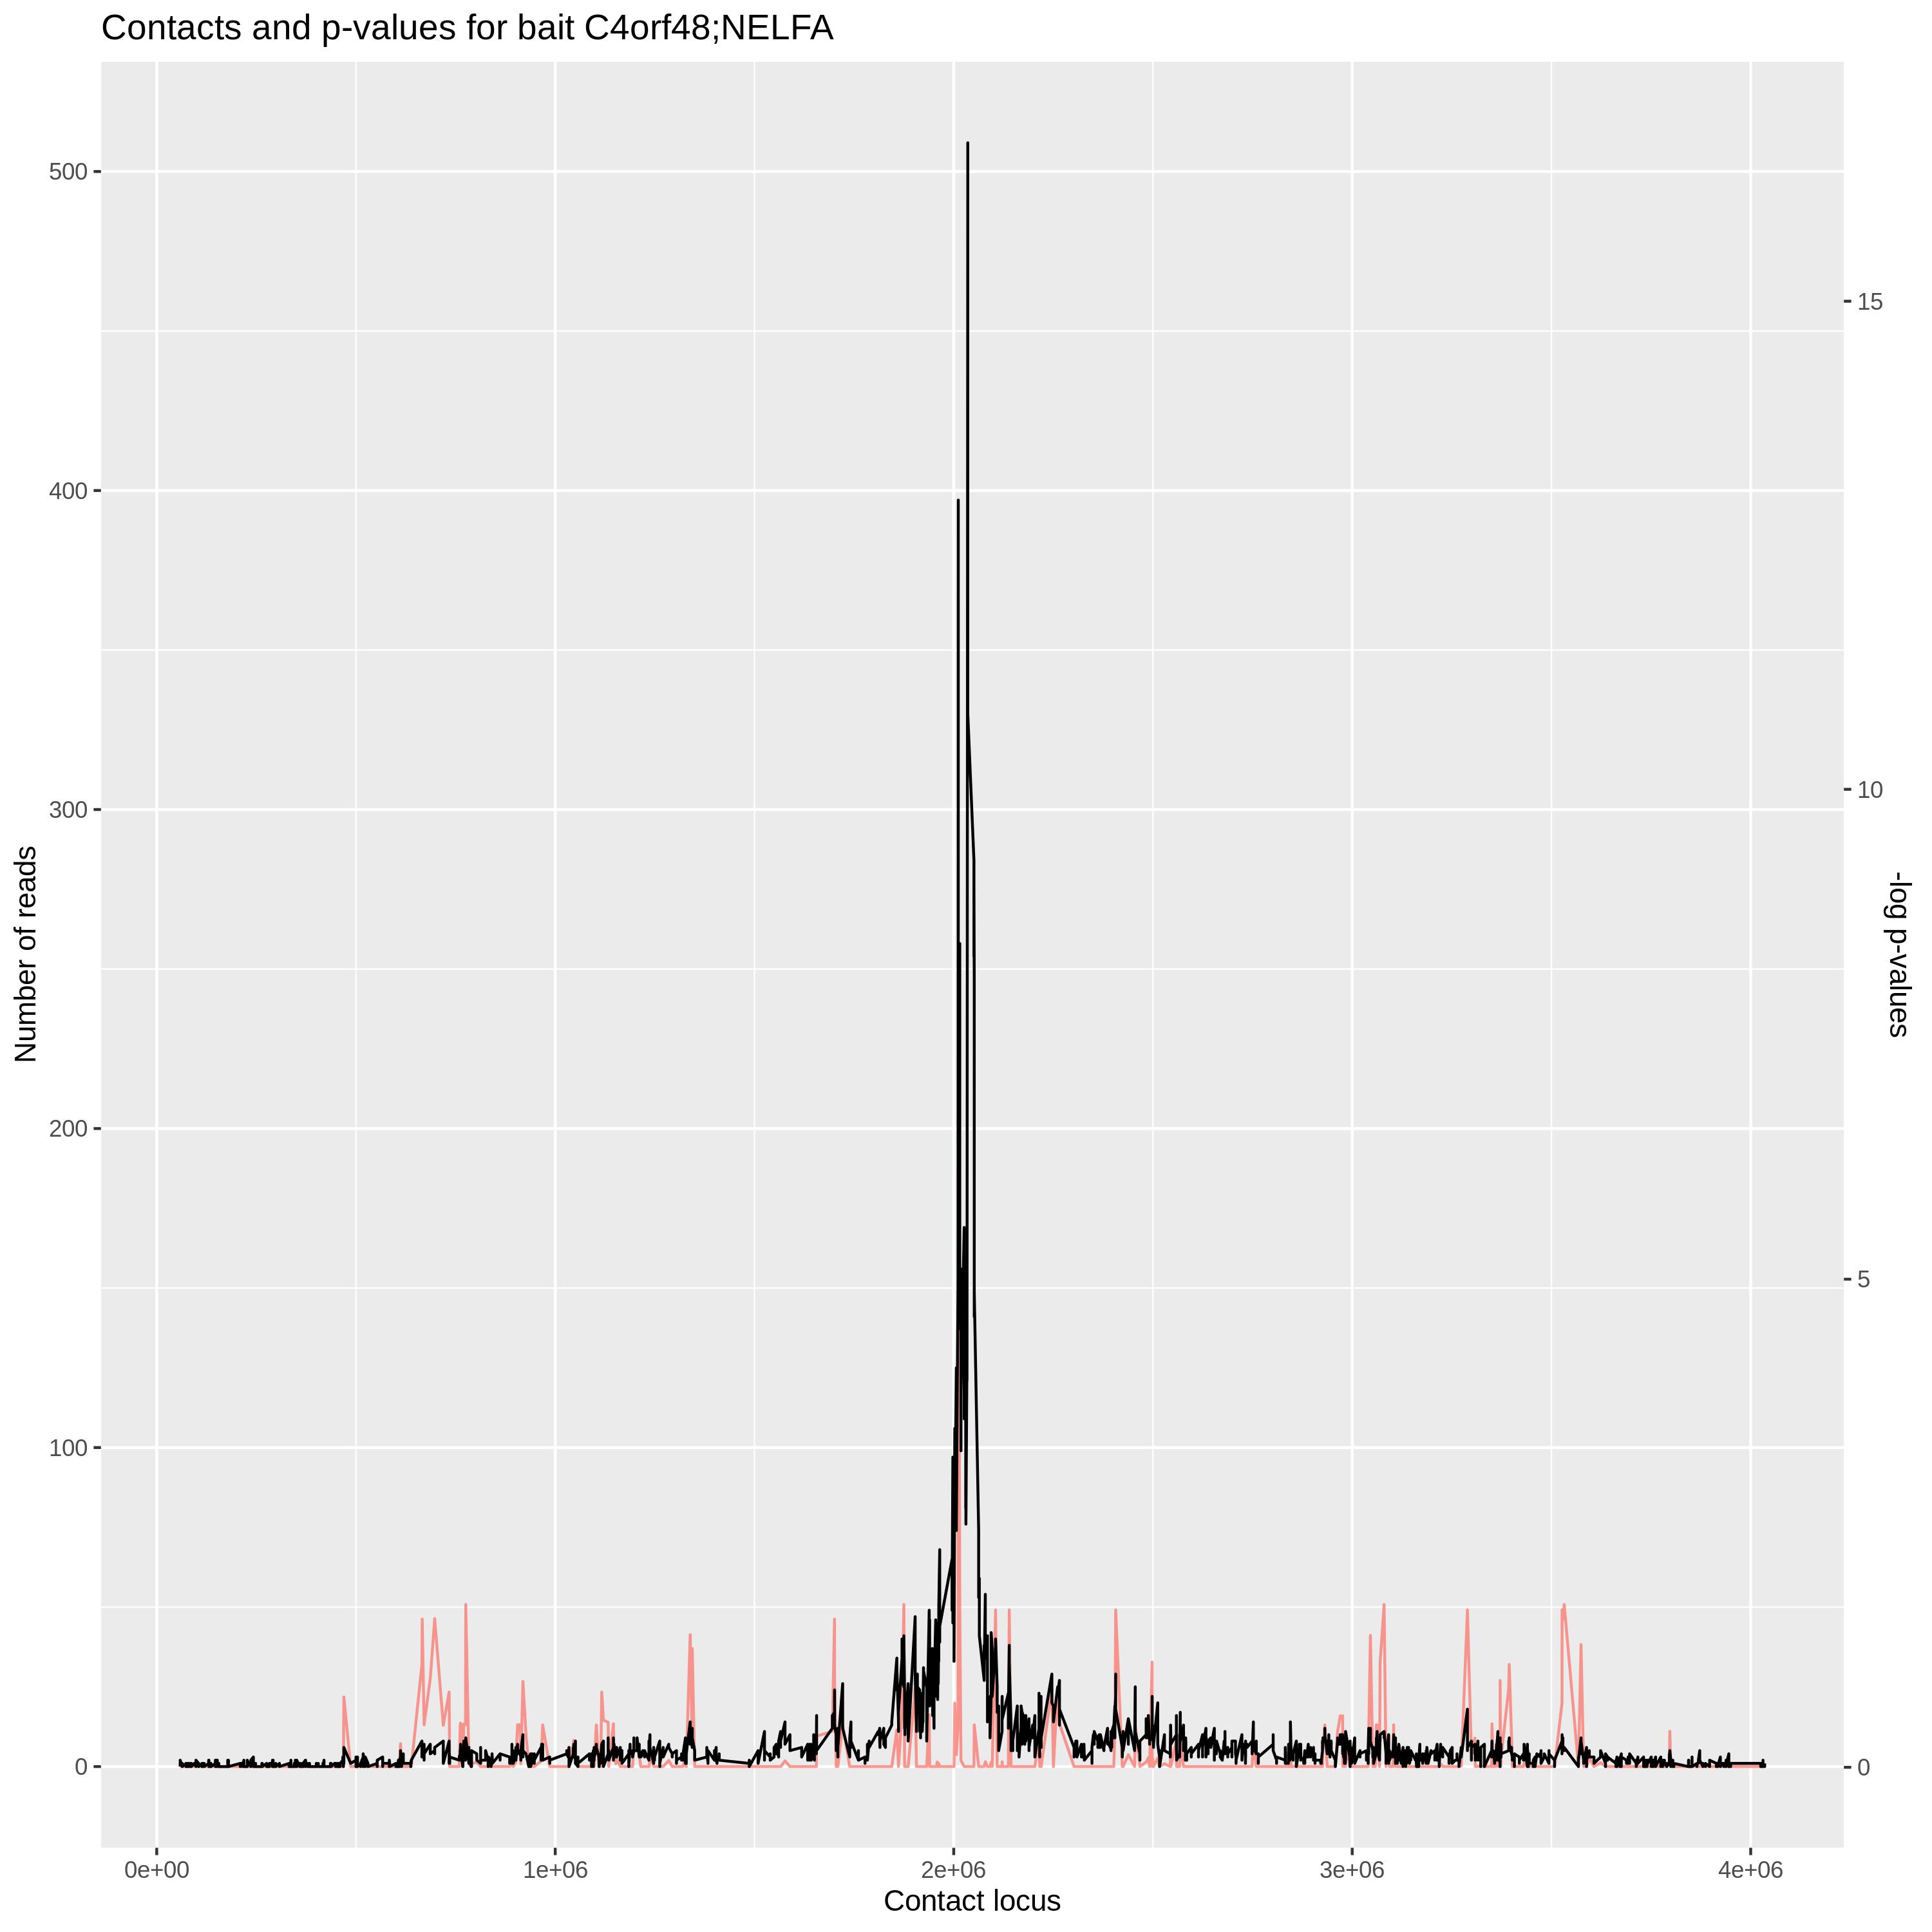 Contacts and p-values for bait C4orf48;NELFA
500
400
300
200
100
0
Number of reads
15
10
5
0
-log p-values
0e+00 1e+06 2e+06 3e+06 4e+06
Contact locus